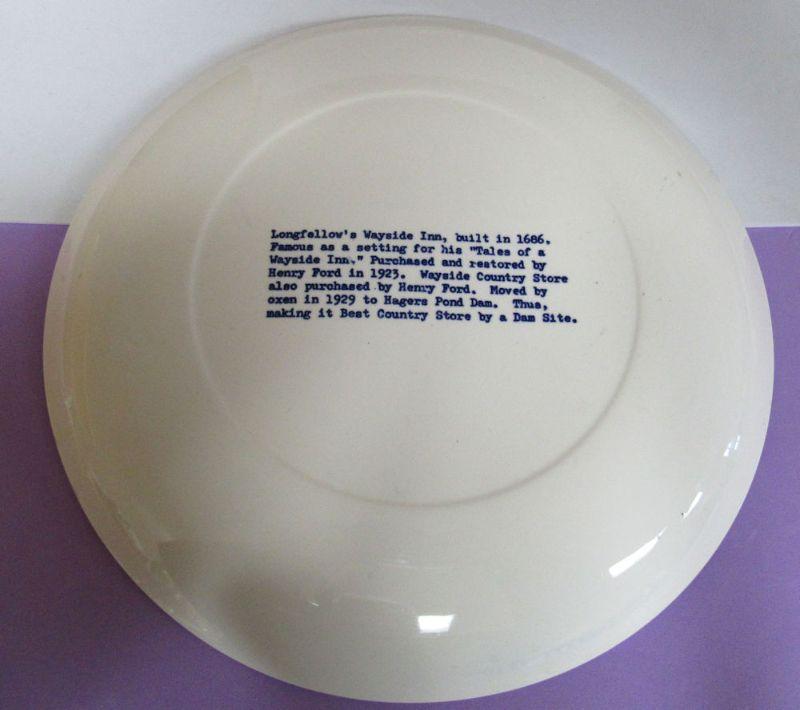 Longfellow's Wayside Inn, built in 1686.
Famous as a setting for his "Tales of a
Wayside Inn." Purchased and restored by
Henry Ford in 1923. Wayside Country Store
also purchased by Henry Ford. Moved by
oxen in 1929 to Hagers Pond Dam. Thus,
making it Best Country Store by a Dam Site.